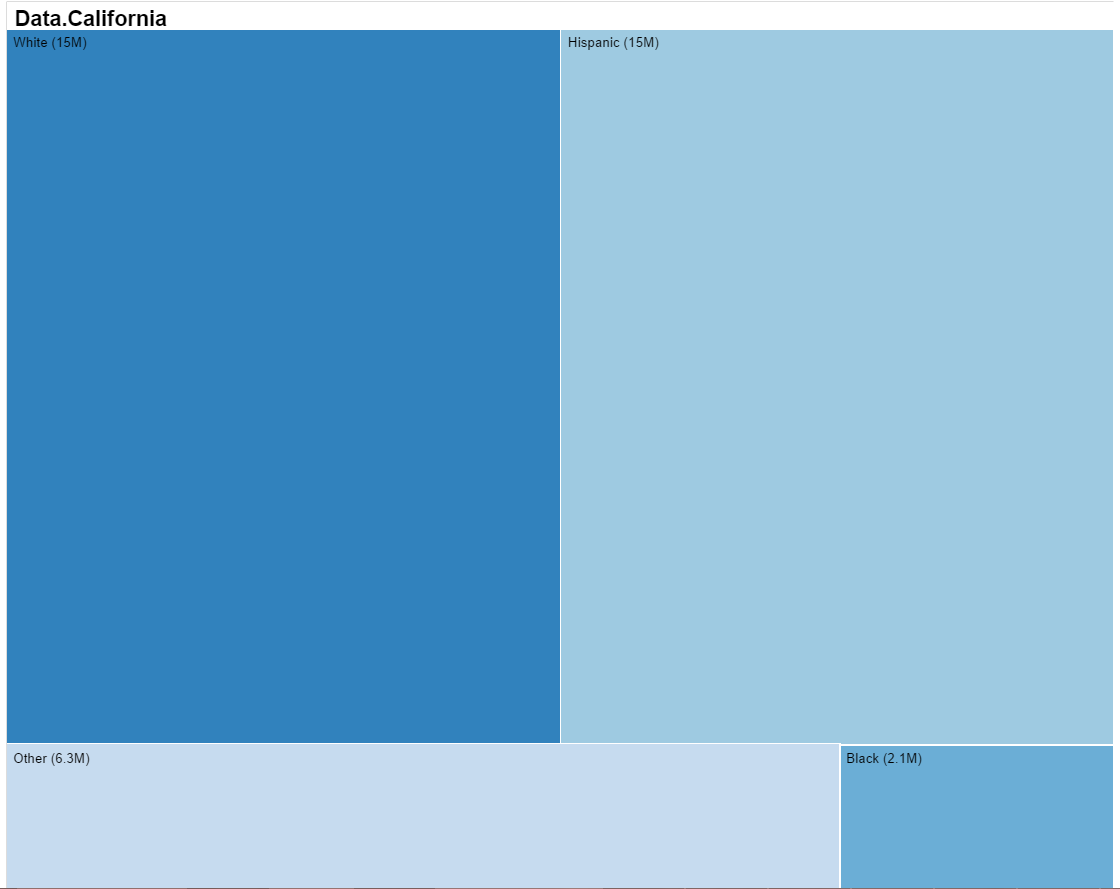 Data.California
White (15M)
Hispanic (15M)
Other (6.3M)
Black (2.1M)